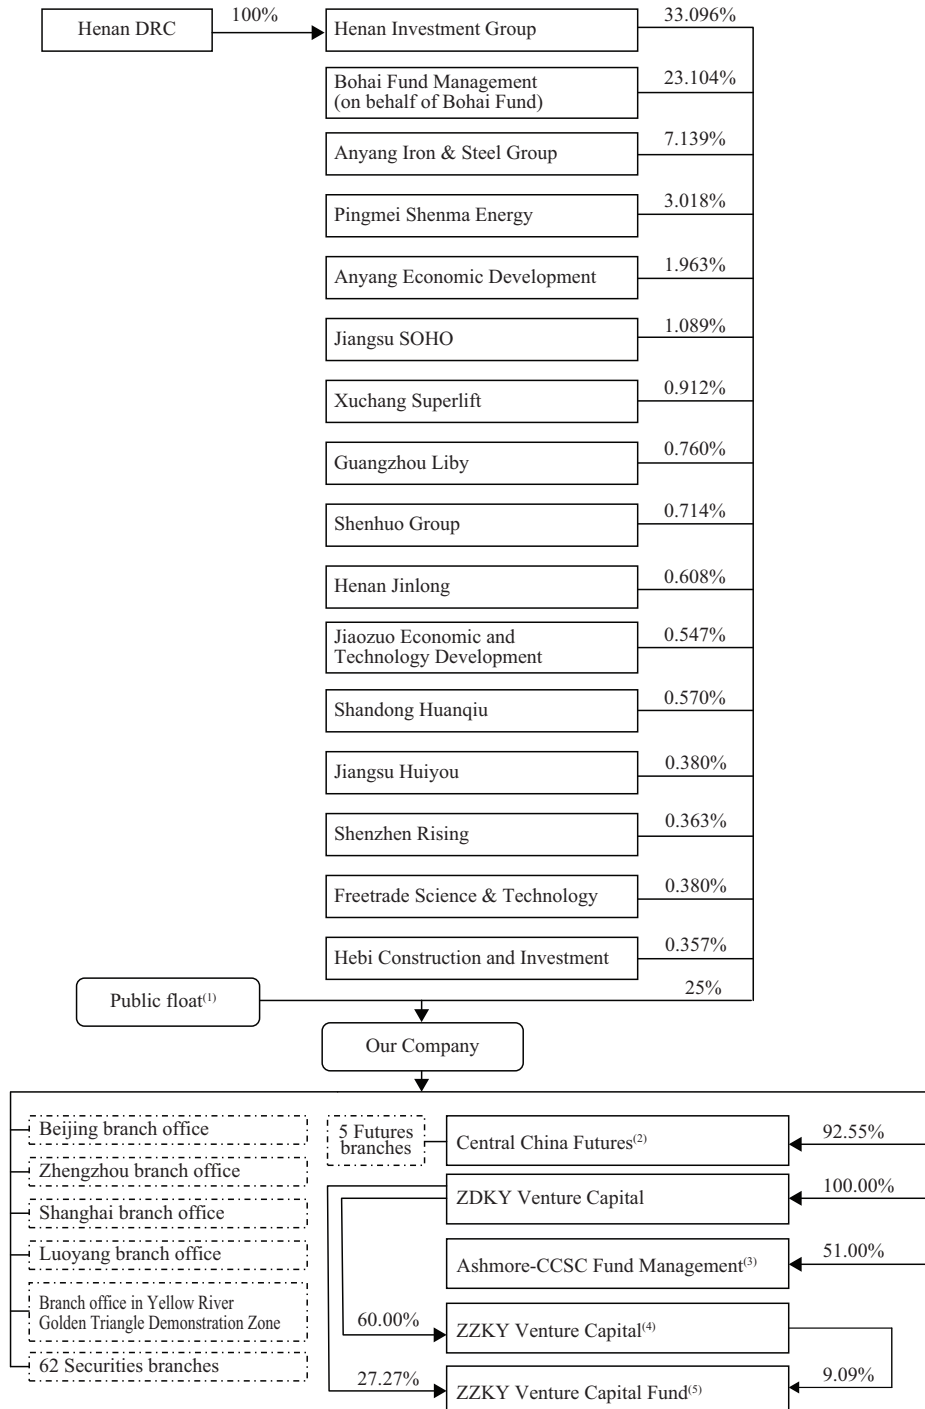 Henan DRC
100%
Henan Investment Group
33.096%
Bohai Fund Management
(on behalf of Bohai Fund)
23.104%
Anyang Iron & Steel Group
7.139%
Pingmei Shenma Energy
3.018%
Anyang Economic Development
1.963%
Jiangsu SOHO
1.089%
Xuchang Superlift
0.912%
Guangzhou Liby
0.760%
Shenhuo Group
0.714%
Henan Jinlong
0.608%
Jiaozuo Economic and
Technology Development
0.547%
Shandong Huanqiu
0.570%
Jiangsu Huiyou
0.380%
Shenzhen Rising
0.363%
Freetrade Science & Technology
0.380%
Hebi Construction and Investment
0.357%
Public float(1)
25%
Our Company
Beijing branch office
Zhengzhou branch office
Shanghai branch office
Luoyang branch office
Branch office in Yellow River
Golden Triangle Demonstration Zone
62 Securities branches
5 Futures
branches
Central China Futures(2)
92.55%
ZDKY Venture Capital
100.00%
Ashmore-CCSC Fund Management(3)
51.00%
60.00%
ZZKY Venture Capital(4)
27.27%
ZZKY Venture Capital Fund(5)
9.09%